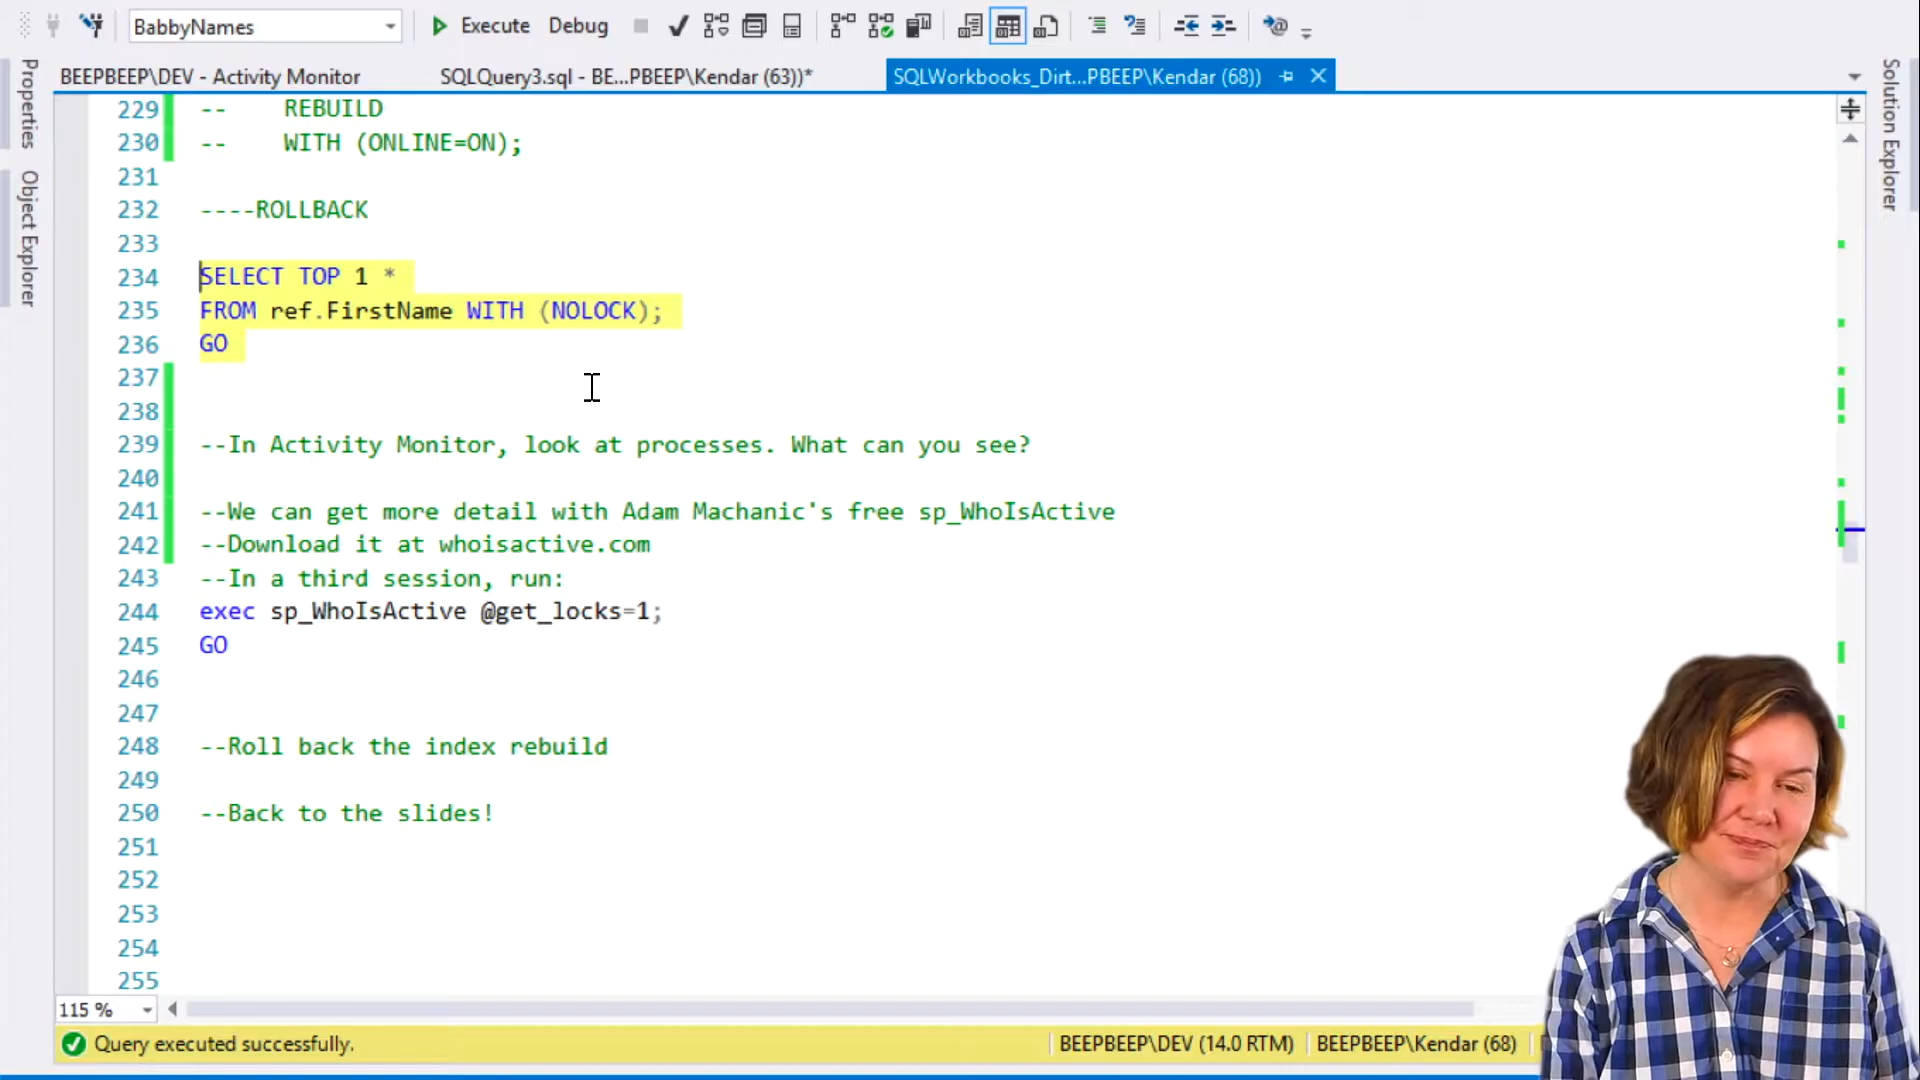 BabbyNames
Execute
Debug
BEEPBEEP\DEV - Activity Monitor
SQLQuery3.sql - BE...PBEEP\Kendar (63))*
SQLWorkbooks_Dirt...PBEEP\Kendar (68))
Properties
Object Explorer
Solution Explorer
229 -- REBUILD
230 -- WITH (ONLINE=ON);
231
232 ----ROLLBACK
233
234 SELECT TOP 1 *
235 FROM ref.FirstName WITH (NOLOCK);
236 GO
237
238
239 --In Activity Monitor, look at processes. What can you see?
240
241 --We can get more detail with Adam Machanic's free sp_WhoIsActive
242 --Download it at whoisactive.com
243 --In a third session, run:
244 exec sp_WhoIsActive @get_locks=1;
245 GO
246
247
248 --Roll back the index rebuild
249
250 --Back to the slides!
251
252
253
254
255
115 %
Query executed successfully.
BEEPBEEP\DEV (14.0 RTM)
BEEPBEEP\Kendar (68)